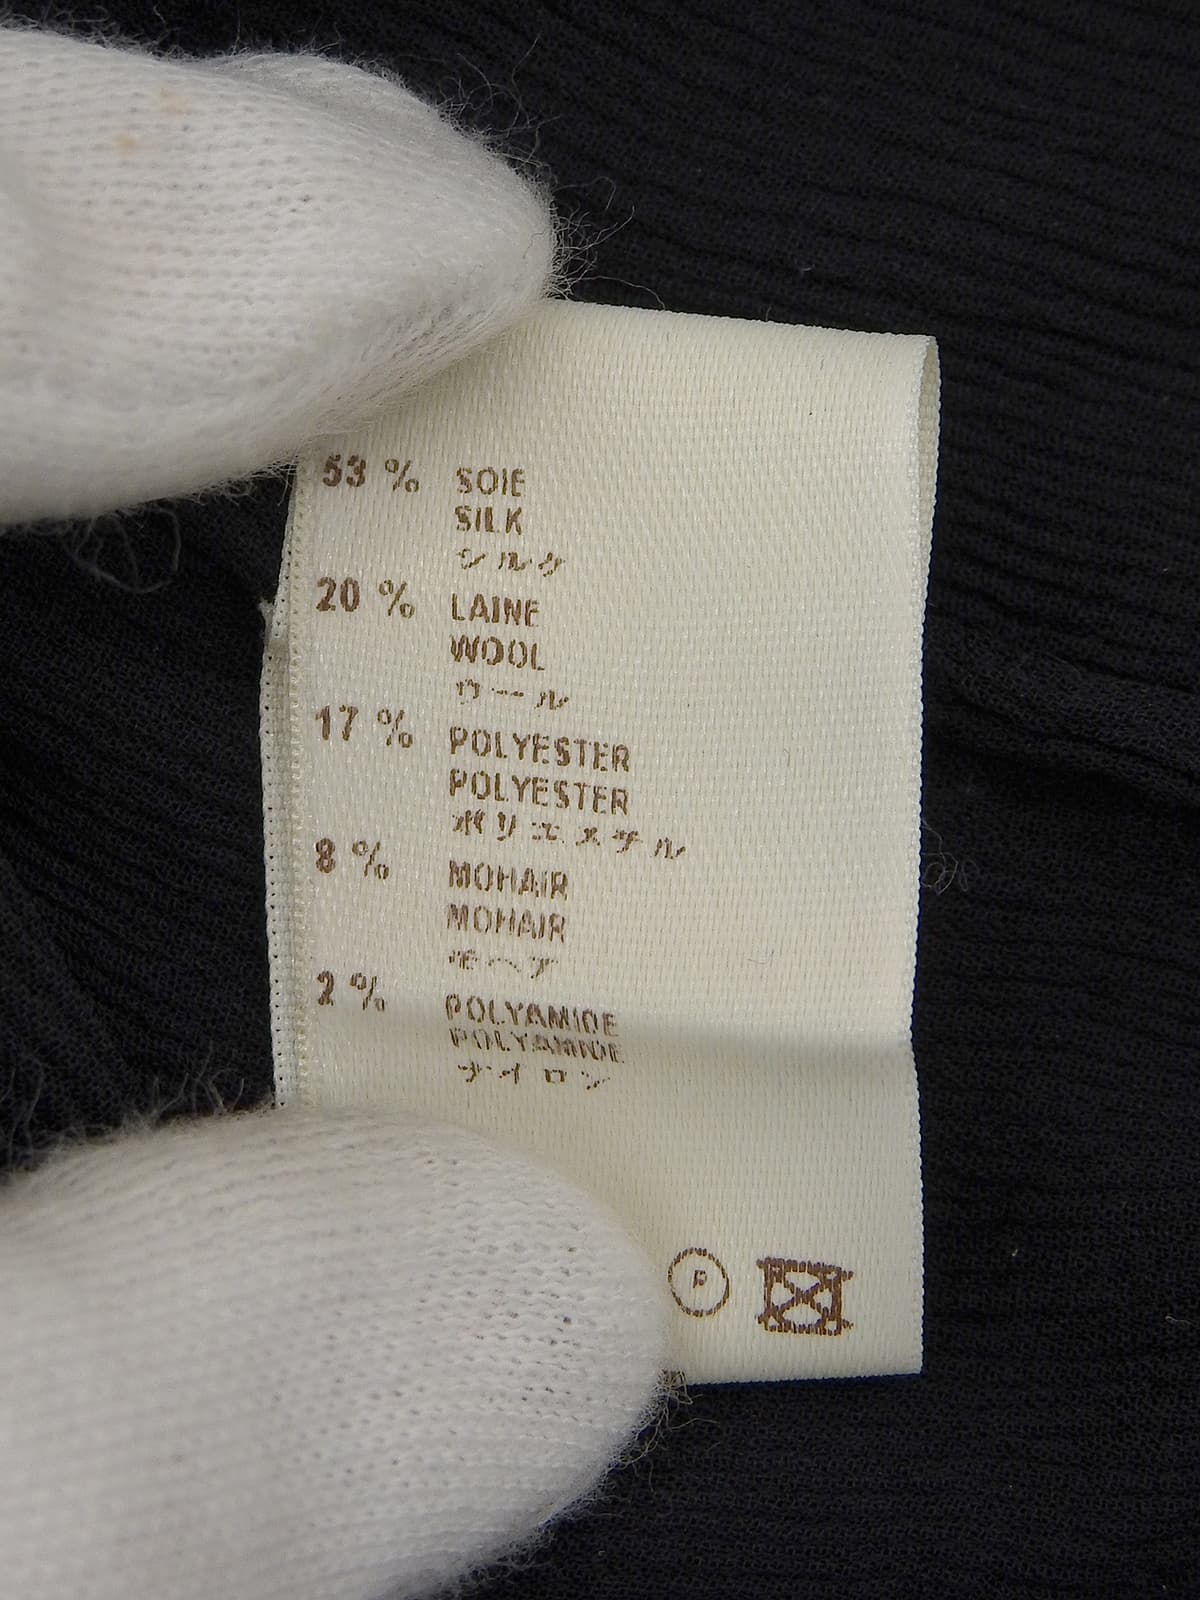 53 % SOIE
SILK
シルク
20 % LAINE
WOOL
ウール
17 % POLYESTER
POLYESTER
ポリエステル
8 % MOHAIR
MOHAIR
モヘア
2 % POLYAMIDE
POLYAMIDE
ナイロン
P